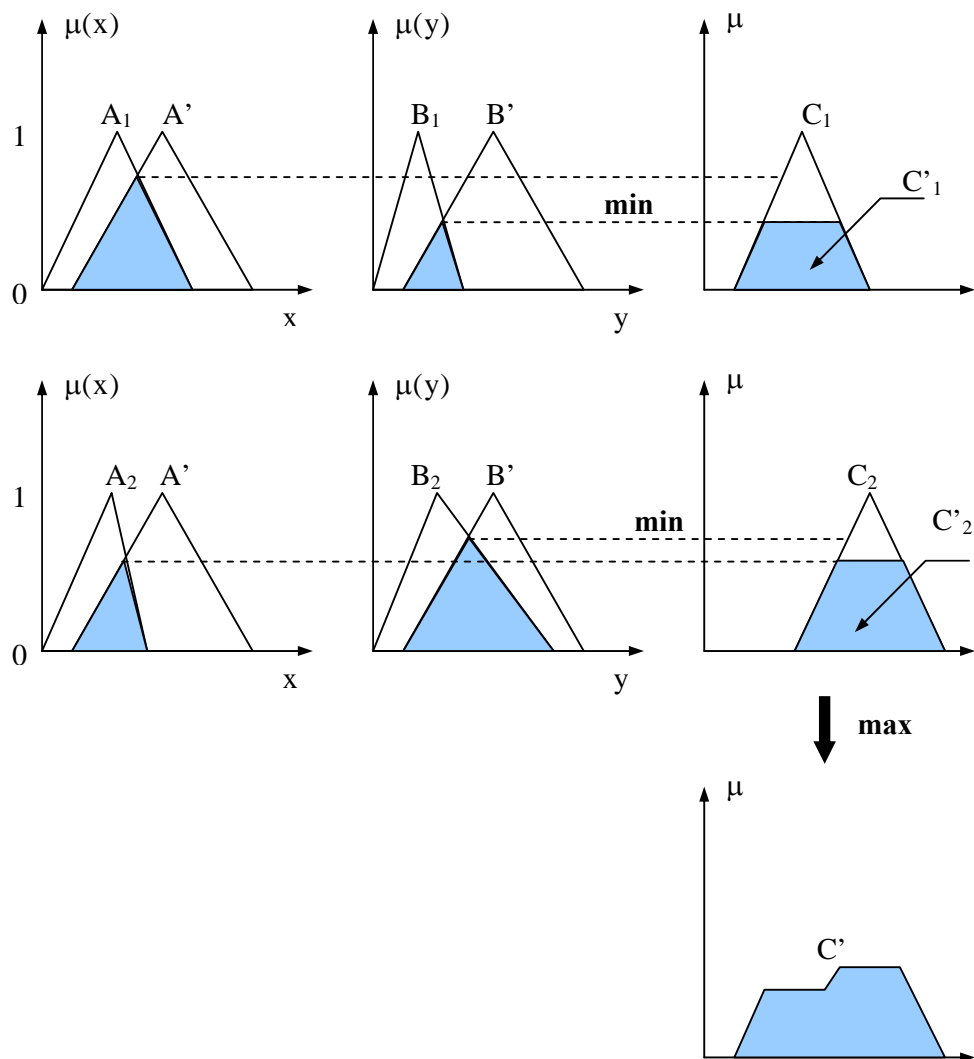 μ(x) μ(y) μ
A₁ A’ B₁ B’ C₁
1
C’₁
min
0
x y
μ(x) μ(y) μ
A₂ A’ B₂ B’ C₂
1
min C’₂
0
x y
max
μ
C’